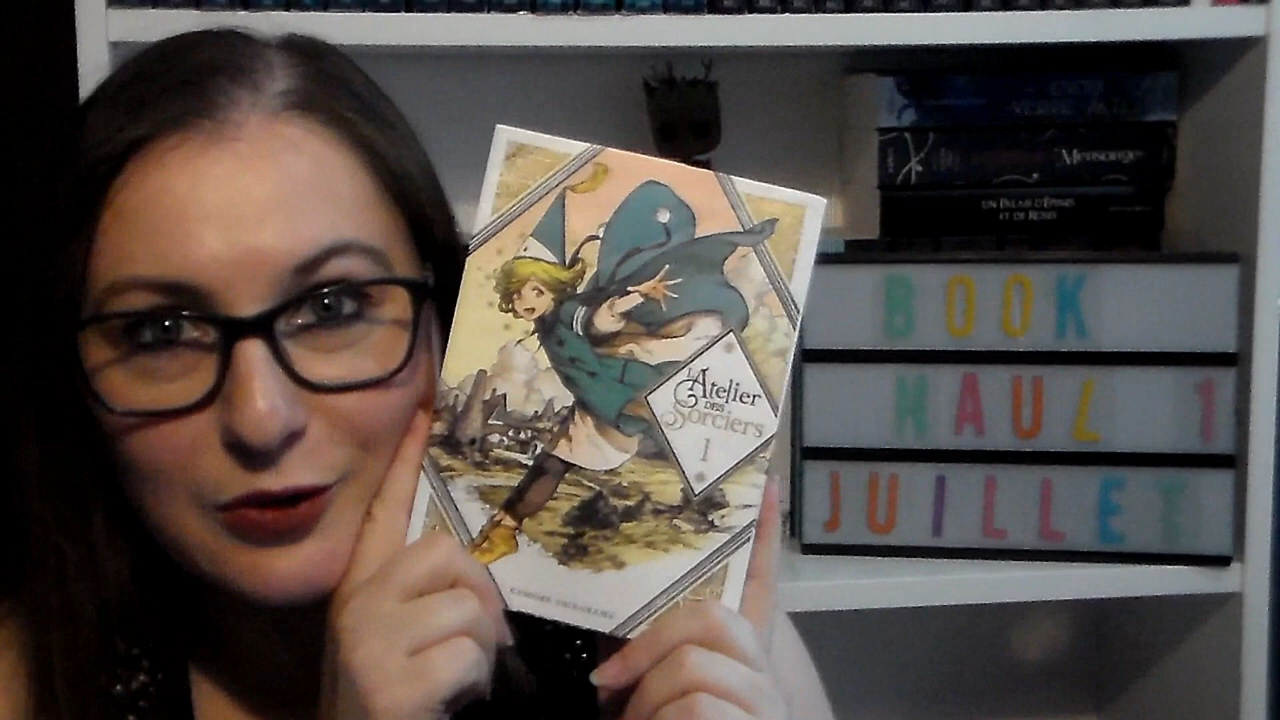 Mensonge
UN PALAIS D'ÉPINES
ET DE ROSES
BOOK
HAUL 1
JUILLET
L'Atelier
DES
Sorciers
1